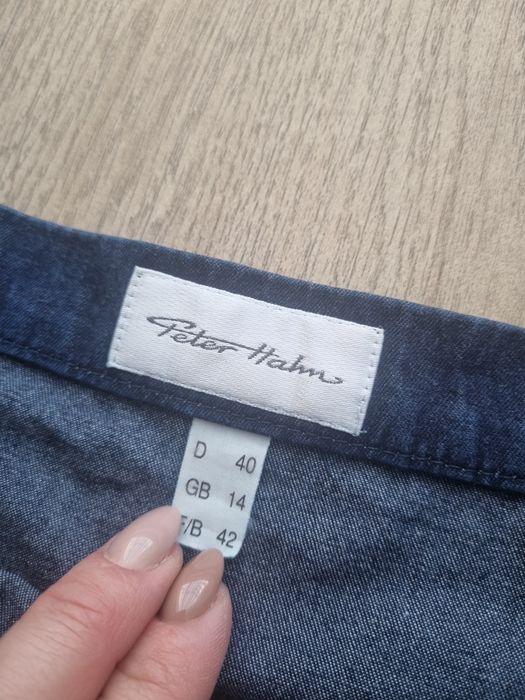 Peter Hahn
D 40
GB 14
F/B 42